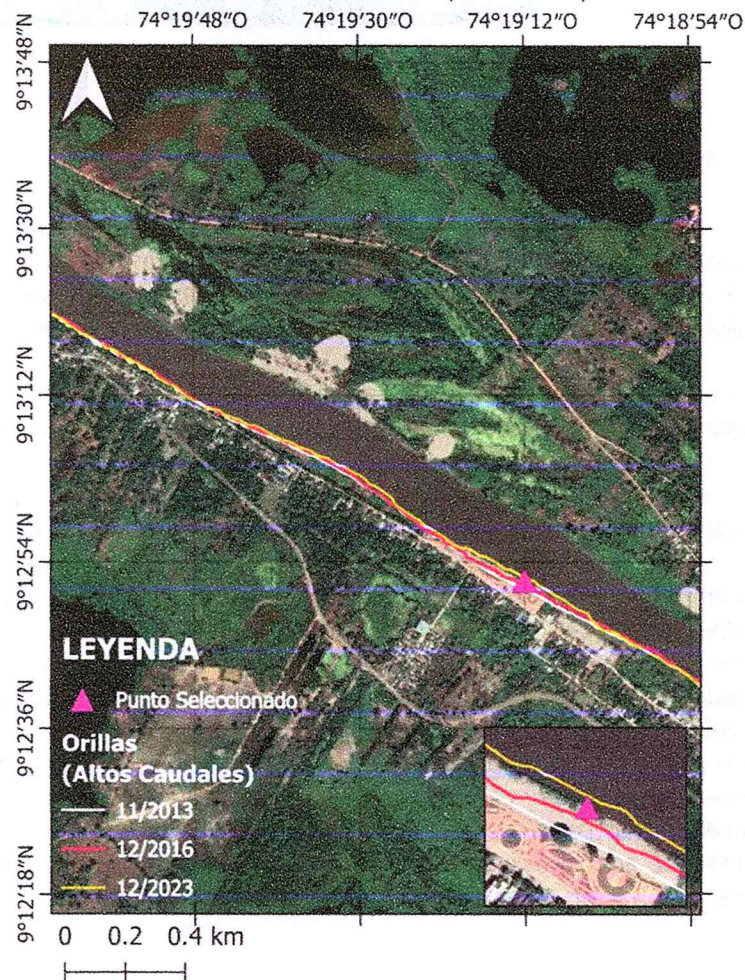 74°19'48"O 74°19'30"O 74°19'12"O 74°18'54"O
9°13'48"N
9°13'30"N
9°13'12"N
9°12'54"N
9°12'36"N
9°12'18"N
LEYENDA
Punto Seleccionado
Orillas
(Altos Caudales)
11/2013
12/2016
12/2023
0 0.2 0.4 km